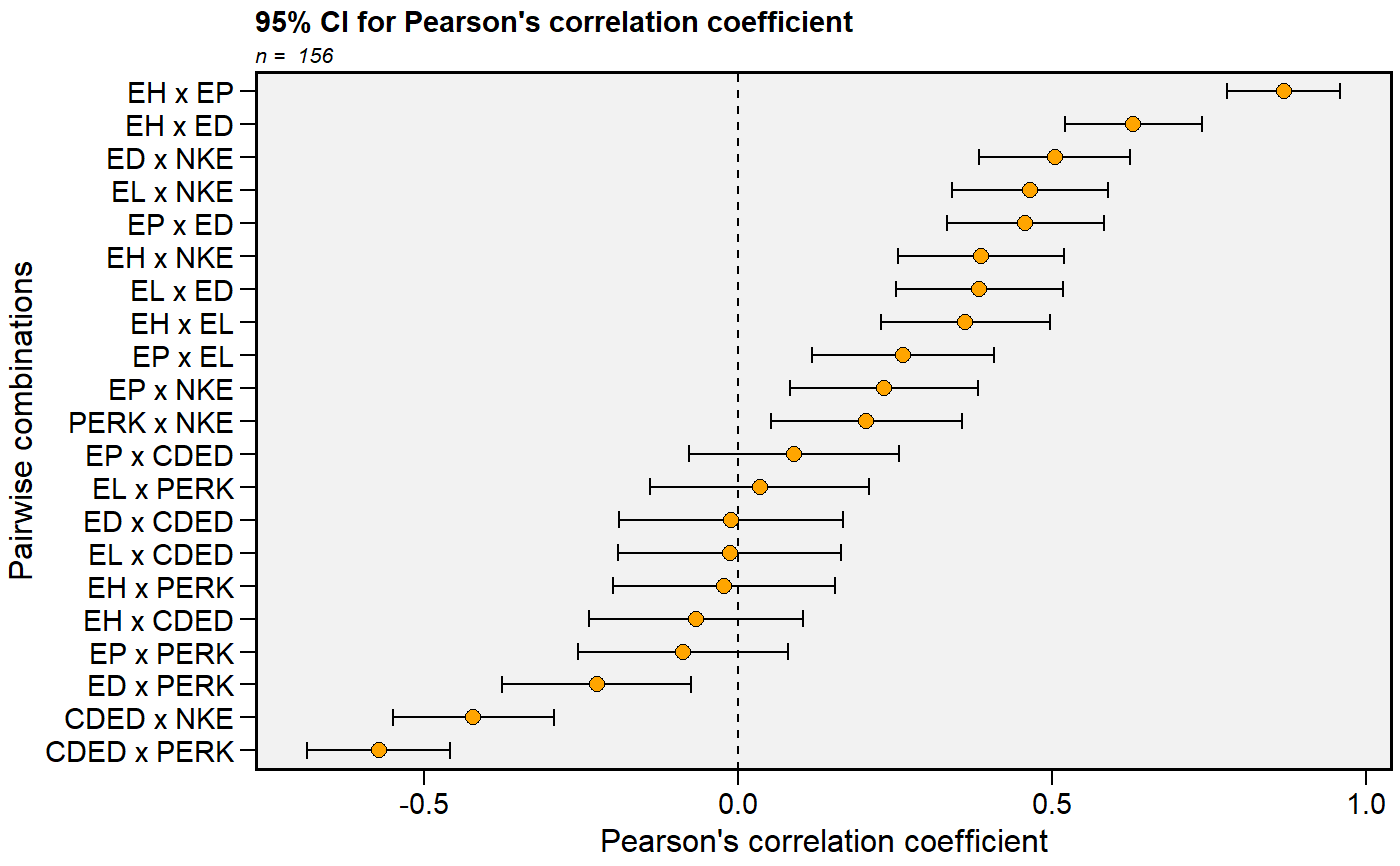 95% CI for Pearson's correlation coefficient
n = 156
Pairwise combinations
EH x EP
EH x ED
ED x NKE
EL x NKE
EP x ED
EH x NKE
EL x ED
EH x EL
EP x EL
EP x NKE
PERK x NKE
EP x CDED
EL x PERK
ED x CDED
EL x CDED
EH x PERK
EH x CDED
EP x PERK
ED x PERK
CDED x NKE
CDED x PERK
-0.5 0.0 0.5 1.0
Pearson's correlation coefficient